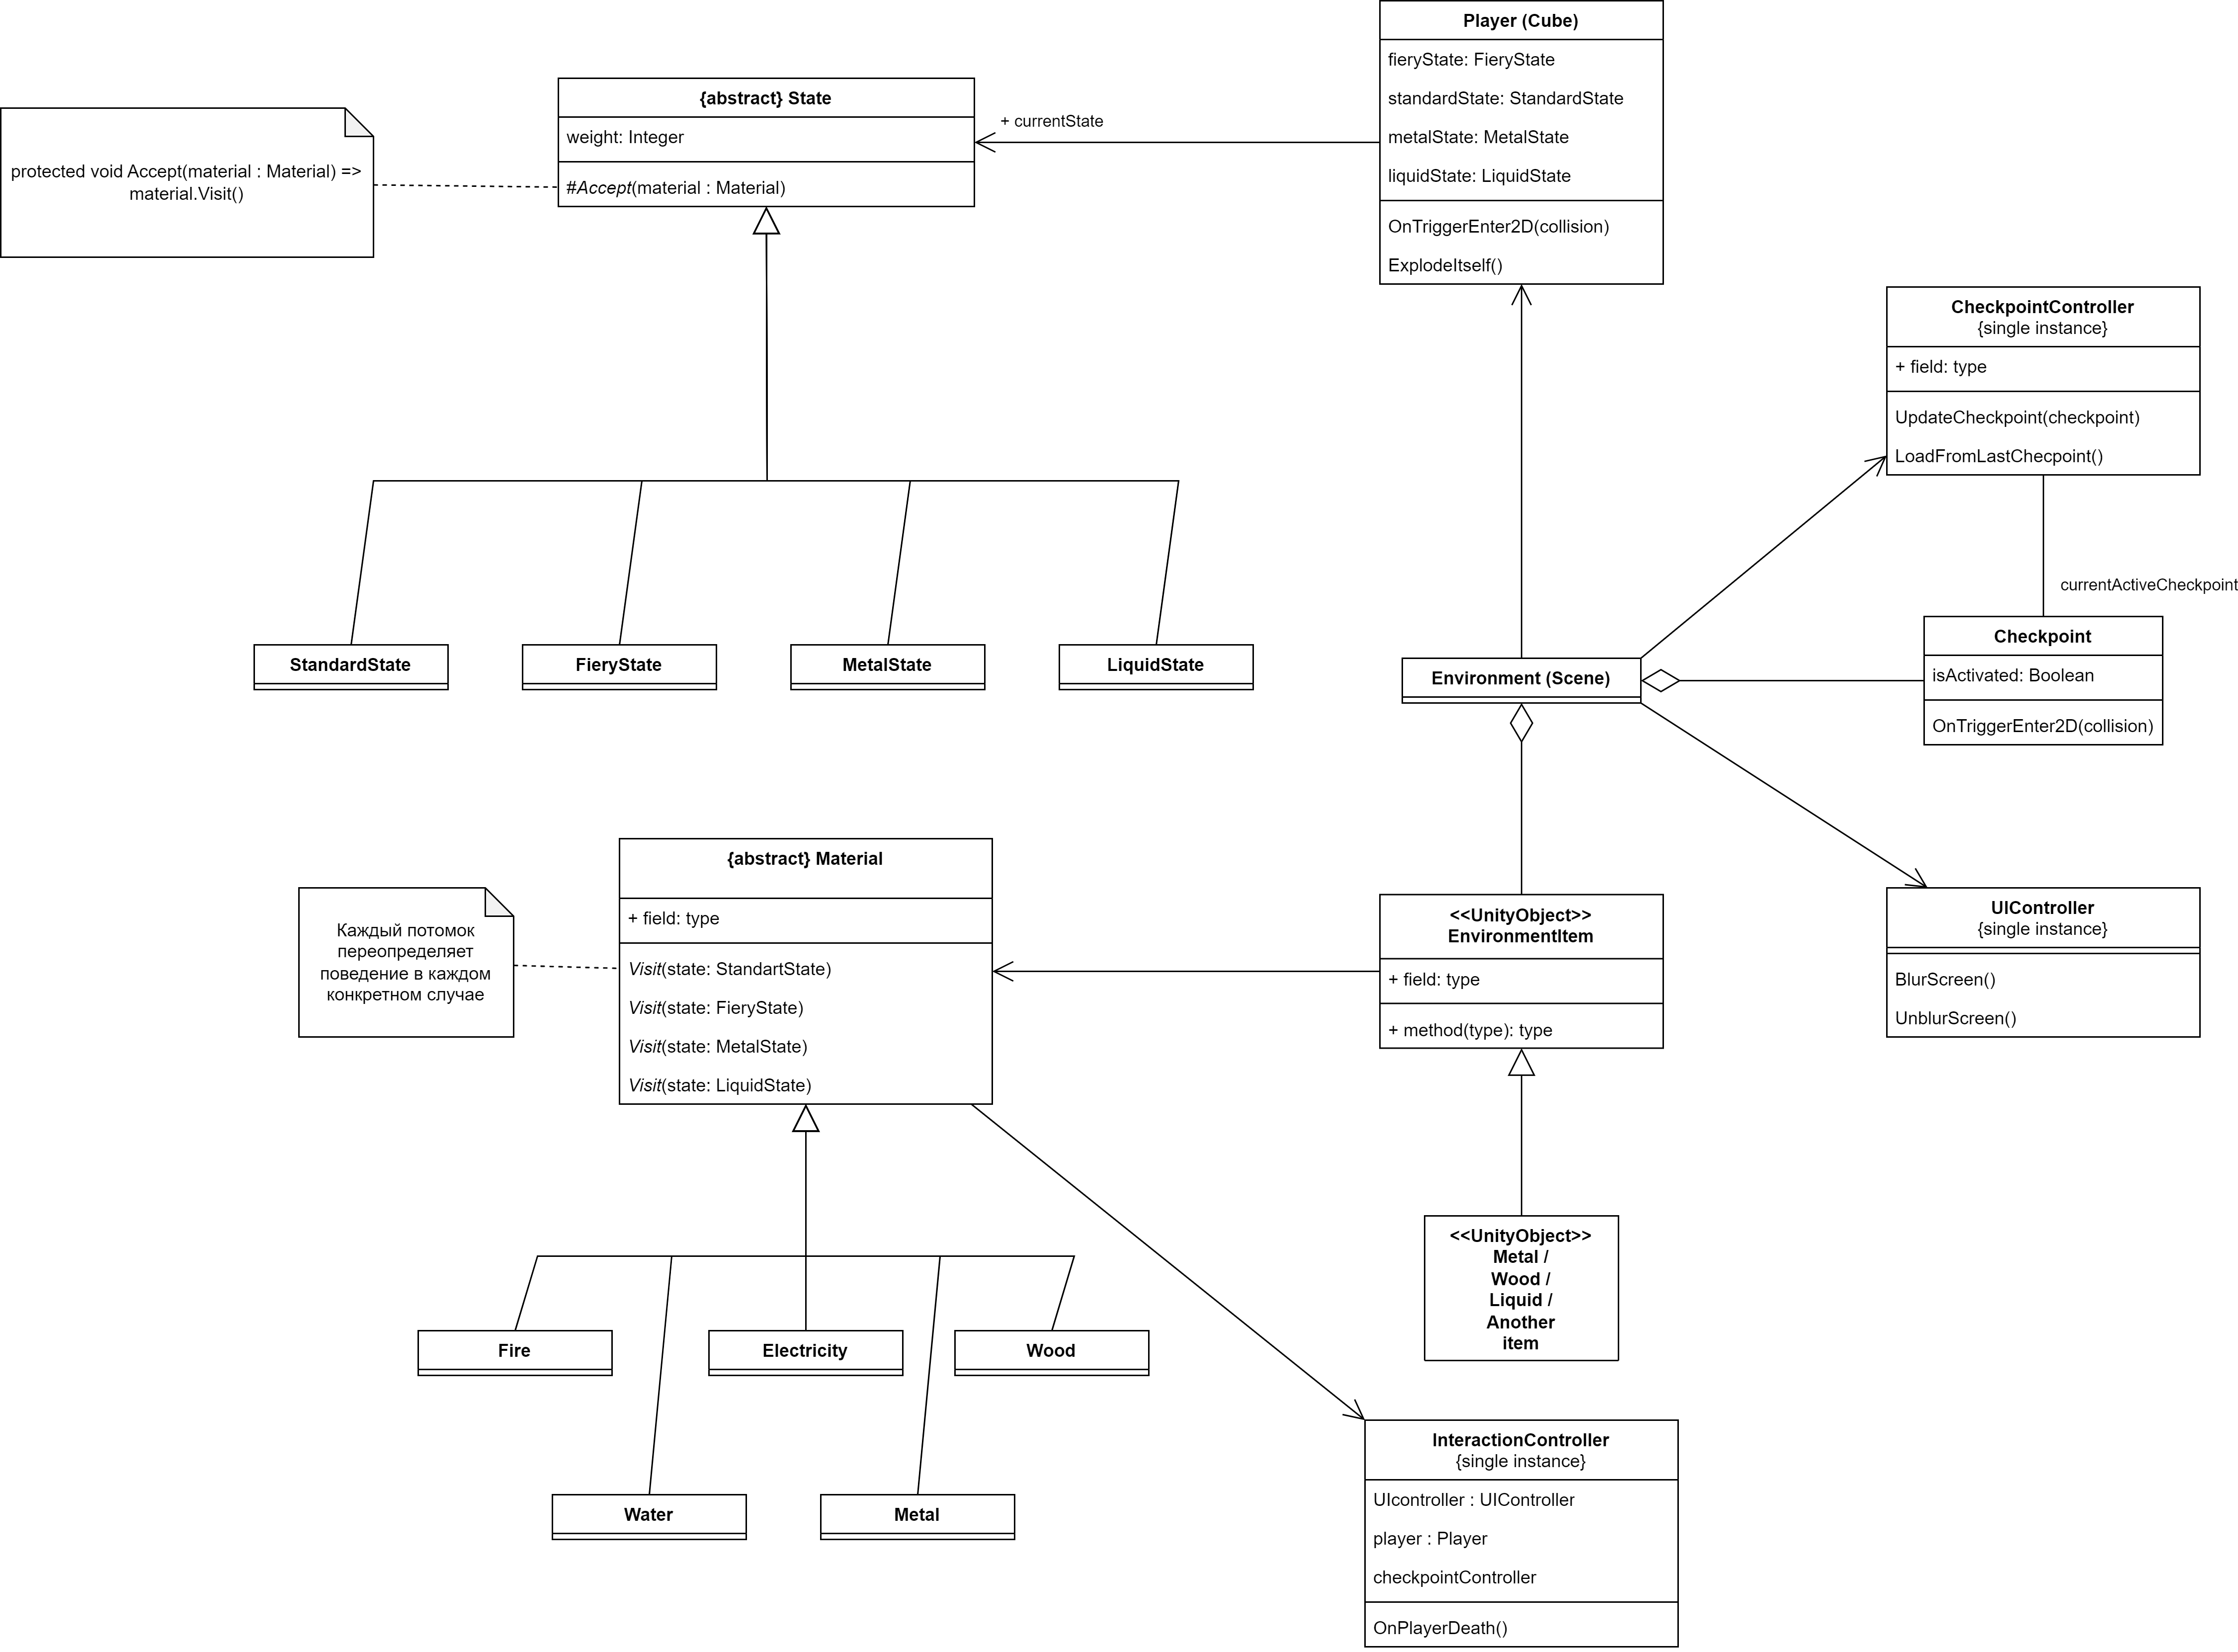 Player (Cube)
fieryState: FieryState
standardState: StandardState
metalState: MetalState
liquidState: LiquidState
OnTriggerEnter2D(collision)
ExplodeItself()
{abstract} State
weight: Integer
#Accept(material : Material)
+ currentState
protected void Accept(material : Material) =>
material.Visit()
CheckpointController
{single instance}
+ field: type
UpdateCheckpoint(checkpoint)
LoadFromLastChecpoint()
currentActiveCheckpoint
Checkpoint
isActivated: Boolean
OnTriggerEnter2D(collision)
StandardState
FieryState
MetalState
LiquidState
Environment (Scene)
{abstract} Material
+ field: type
Visit(state: StandartState)
Visit(state: FieryState)
Visit(state: MetalState)
Visit(state: LiquidState)
Каждый потомок
переопределяет
поведение в каждом
конкретном случае
<<UnityObject>>
EnvironmentItem
+ field: type
+ method(type): type
UIController
{single instance}
BlurScreen()
UnblurScreen()
<<UnityObject>>
Metal /
Wood /
Liquid /
Another
item
Fire
Electricity
Wood
Water
Metal
InteractionController
{single instance}
UIcontroller : UIController
player : Player
checkpointController
OnPlayerDeath()